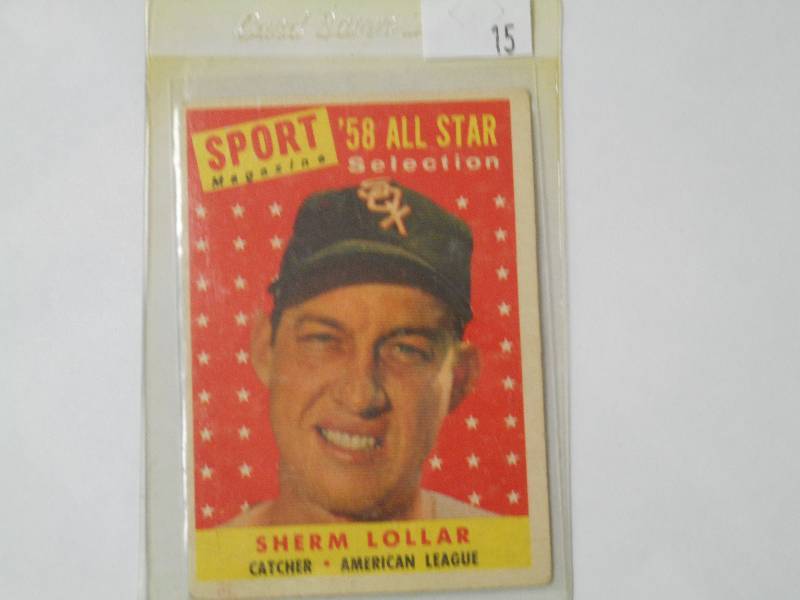 15
SPORT
Magazine
'58 ALL STAR
Selection
SOX
SHERM LOLLAR
CATCHER • AMERICAN LEAGUE